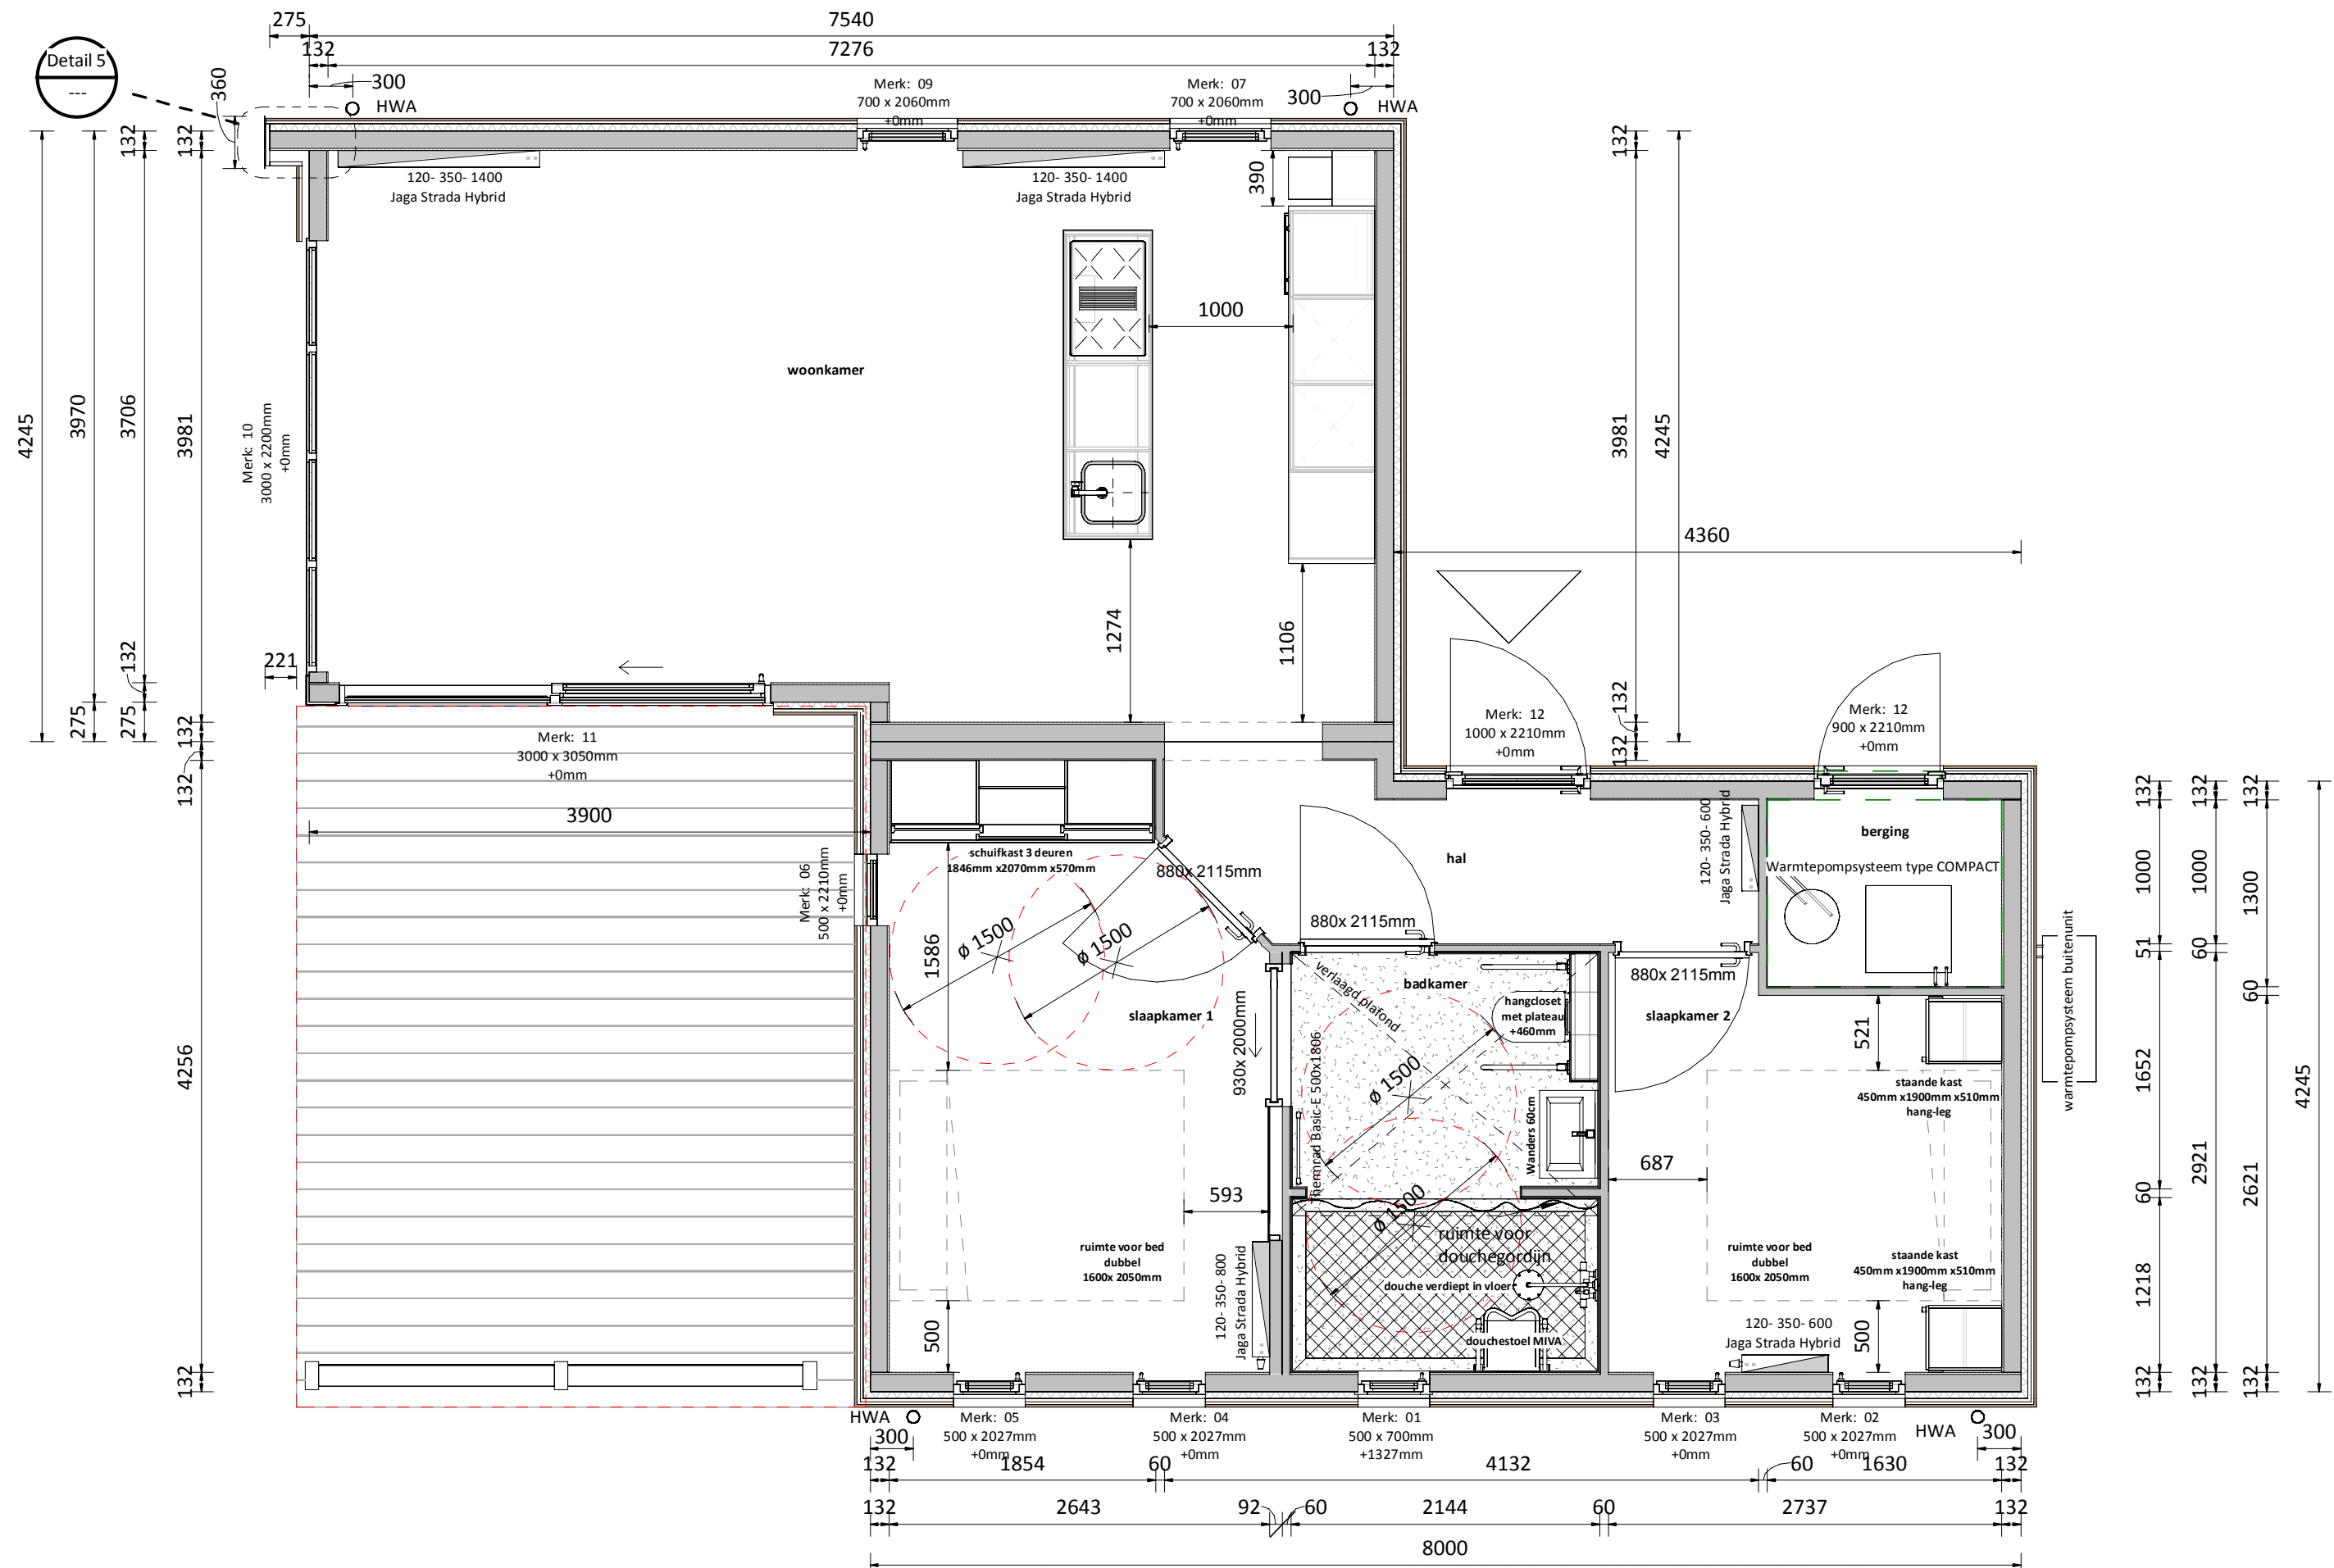 275
7540
132
7276
132
Detail 5
---
360
300
HWA
Merk: 09
700 x 2060mm
+0mm
Merk: 07
700 x 2060mm
+0mm
300
HWA
132
132
132
120- 350- 1400
Jaga Strada Hybrid
120- 350- 1400
Jaga Strada Hybrid
390
1000
woonkamer
4245
3970
3706
3981
Merk: 10
3000 x 2200mm
+0mm
3981
4245
4360
1274
1106
221
132
275
275
132
132
132
132
Merk: 11
3000 x 3050mm
+0mm
3900
Merk: 12
1000 x 2210mm
+0mm
Merk: 12
900 x 2210mm
+0mm
132
132
132
schuifkast 3 deuren
1846mm x2070mm x570mm
880x 2115mm
Merk: 06
500 x 2210mm
+0mm
hal
120- 350- 600
Jaga Strada Hybrid
berging
Warmtepompsysteem type COMPACT
1000
1000
1300
1586
ø 1500
ø 1500
880x 2115mm
880x 2115mm
51
60
60
verlaagd plafond
badkamer
hangcloset
met plateau
+460mm
slaapkamer 1
slaapkamer 2
930x 2000mm
Themrad Basic-E 500x1806
ø 1500
521
warmtepompsysteem buitenunit
staande kast
450mm x1900mm x510mm
hang-leg
4256
1652
2921
2621
4245
Wanders 60cm
687
593
60
ø 1500
ruimte voor
douchegordijn
ruimte voor bed
dubbel
1600x 2050mm
120- 350- 800
Jaga Strada Hybrid
douche verdiept in vloer
ruimte voor bed
dubbel
1600x 2050mm
staande kast
450mm x1900mm x510mm
hang-leg
1218
500
douchestoel MIVA
120- 350- 600
Jaga Strada Hybrid
500
132
132
132
132
HWA
300
Merk: 05
500 x 2027mm
+0mm
Merk: 04
500 x 2027mm
+0mm
Merk: 01
500 x 700mm
+1327mm
Merk: 03
500 x 2027mm
+0mm
Merk: 02
500 x 2027mm
+0mm
HWA
300
132
1854
60
4132
60
1630
132
132
2643
92
60
2144
60
2737
132
8000